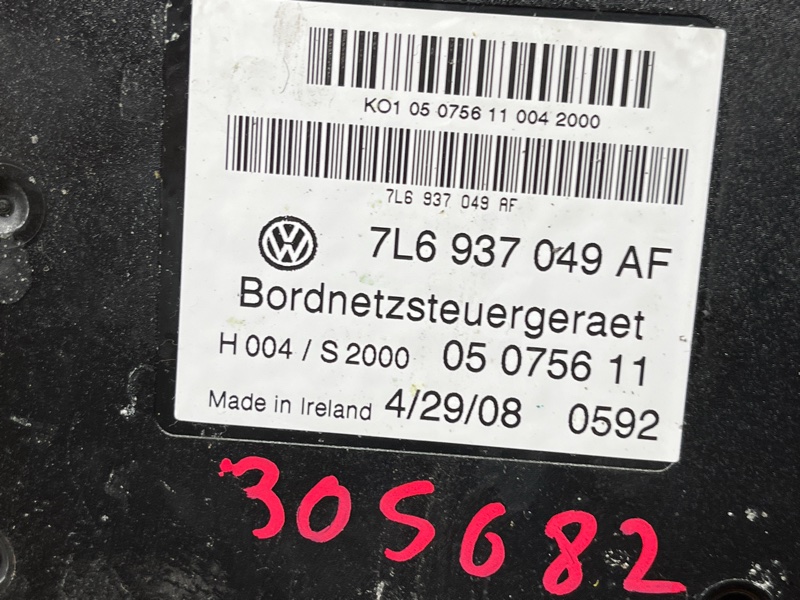 KO1 05 0756 11 004 2000
7L6 937 049 AF
7L6 937 049 AF
Bordnetzsteuergeraet
H 004 / S 2000 05 0756 11
Made in Ireland 4/29/08 0592
305682